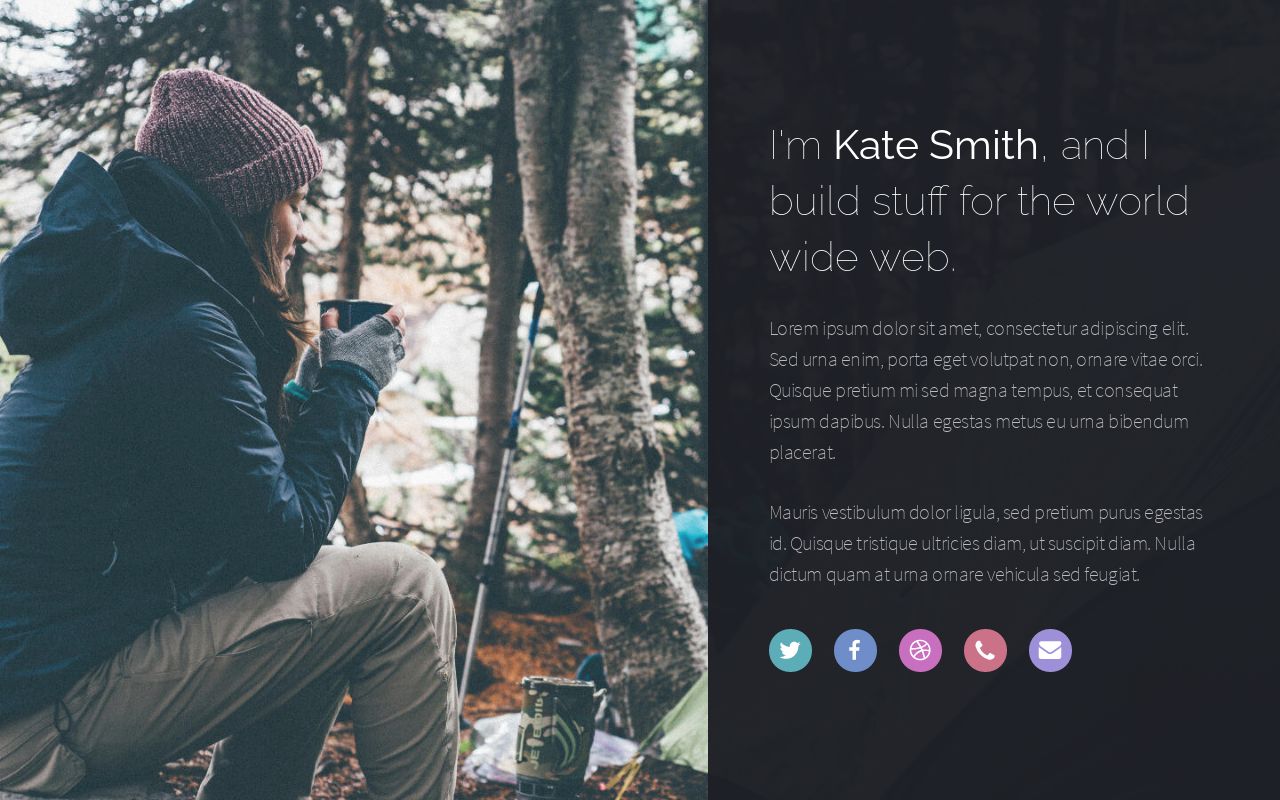 I'm Kate Smith, and I
build stuff for the world
wide web.
Lorem ipsum dolor sit amet, consectetur adipiscing elit.
Sed urna enim, porta eget volutpat non, ornare vitae orci.
Quisque pretium mi sed magna tempus, et consequat
ipsum dapibus. Nulla egestas metus eu urna bibendum
placerat.
Mauris vestibulum dolor ligula, sed pretium purus egestas
id. Quisque tristique ultricies diam, ut suscipit diam. Nulla
dictum quam at urna ornare vehicula sed feugiat.
JETBOIL